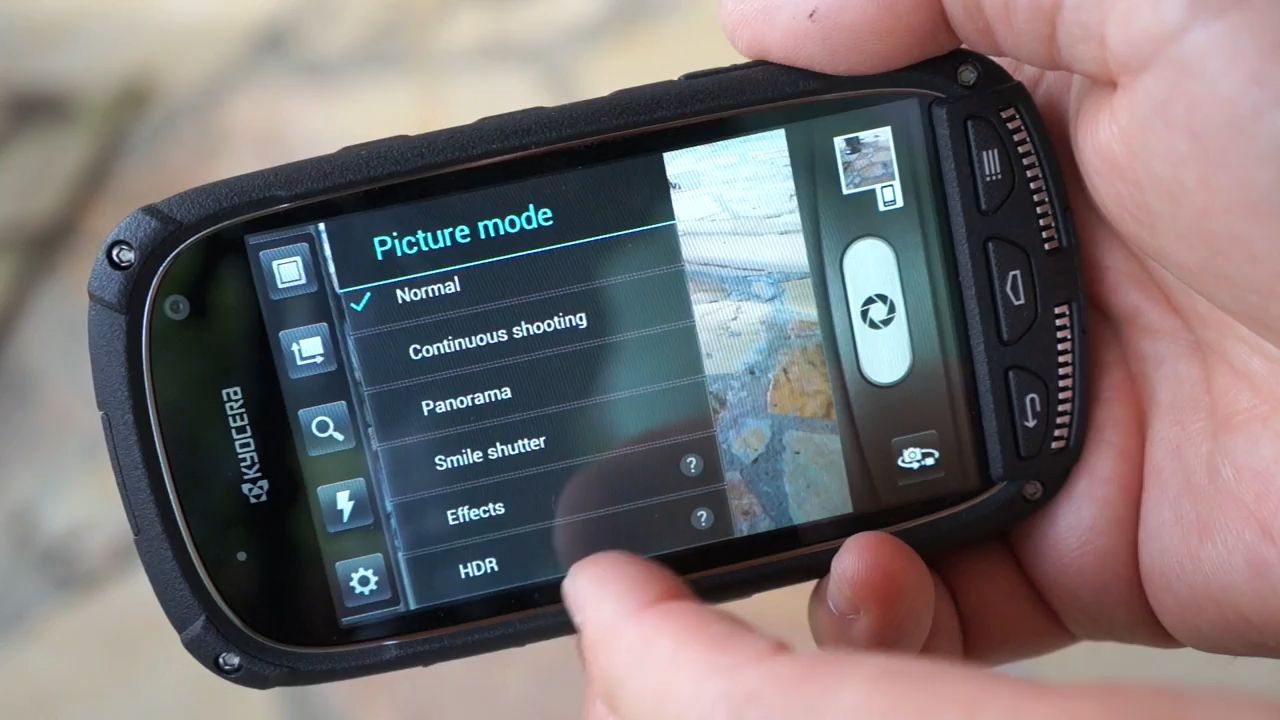 Picture mode
Normal
Continuous shooting
Panorama
Smile shutter
?
Effects
?
HDR
KYOCERA